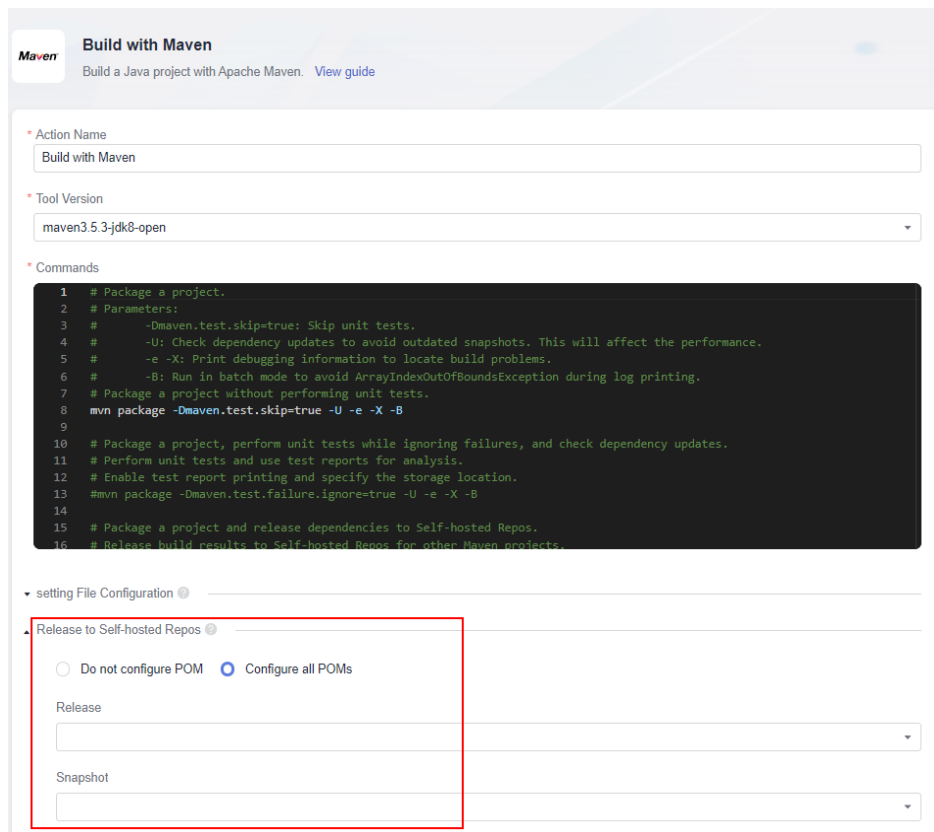 Maven
Build with Maven
Build a Java project with Apache Maven. View guide
* Action Name
Build with Maven
* Tool Version
maven3.5.3-jdk8-open
* Commands
1 # Package a project.
2 # Parameters:
3 # -Dmaven.test.skip=true: Skip unit tests.
4 # -U: Check dependency updates to avoid outdated snapshots. This will affect the performance.
5 # -e -X: Print debugging information to locate build problems.
6 # -B: Run in batch mode to avoid ArrayIndexOutOfBoundsException during log printing.
7 # Package a project without performing unit tests.
8 mvn package -Dmaven.test.skip=true -U -e -X -B
9
10 # Package a project, perform unit tests while ignoring failures, and check dependency updates.
11 # Perform unit tests and use test reports for analysis.
12 # Enable test report printing and specify the storage location.
13 #mvn package -Dmaven.test.failure.ignore=true -U -e -X -B
14
15 # Package a project and release dependencies to Self-hosted Repos.
16 # Release build results to Self-hosted Repos for other Maven projects.
setting File Configuration ?
Release to Self-hosted Repos ?
Do not configure POM Configure all POMs
Release
Snapshot